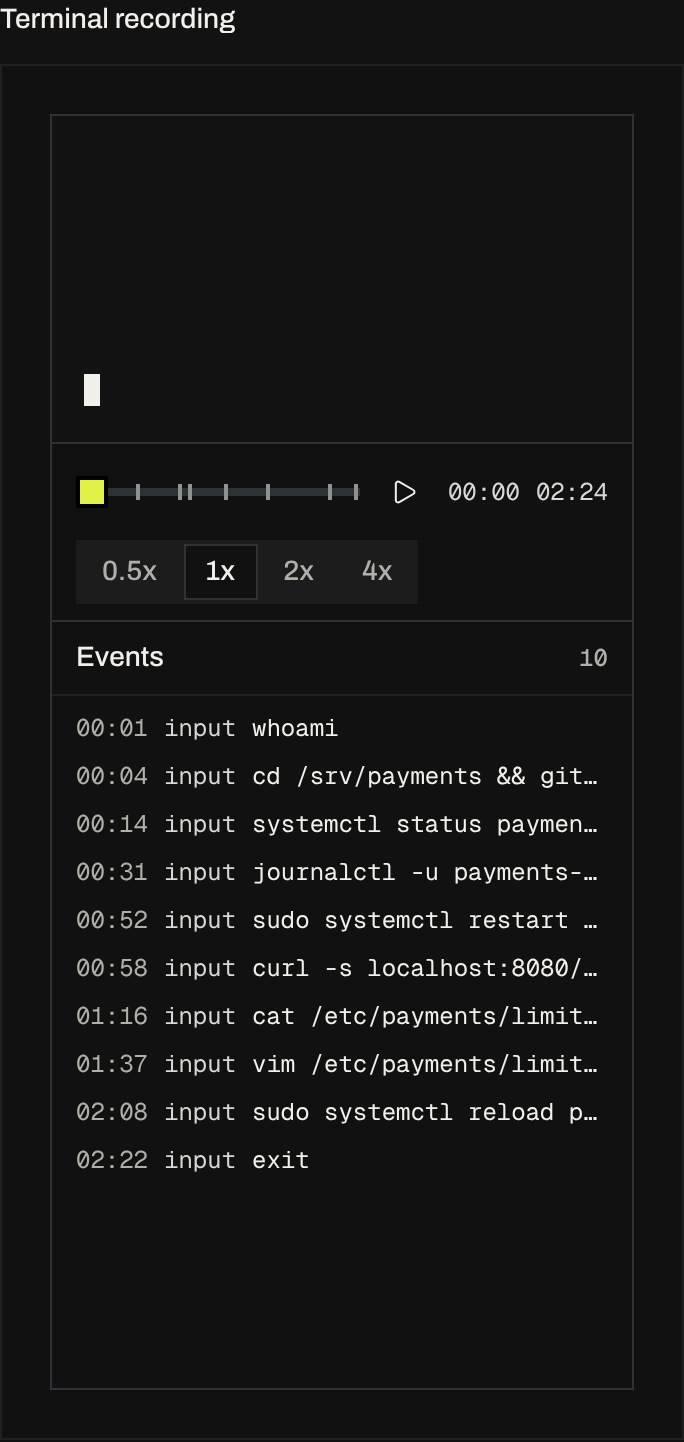 Terminal recording
00:00 02:24
0.5x 1x 2x 4x
Events 10
00:01 input whoami
00:04 input cd /srv/payments && git…
00:14 input systemctl status paymen…
00:31 input journalctl -u payments-…
00:52 input sudo systemctl restart …
00:58 input curl -s localhost:8080/…
01:16 input cat /etc/payments/limit…
01:37 input vim /etc/payments/limit…
02:08 input sudo systemctl reload p…
02:22 input exit